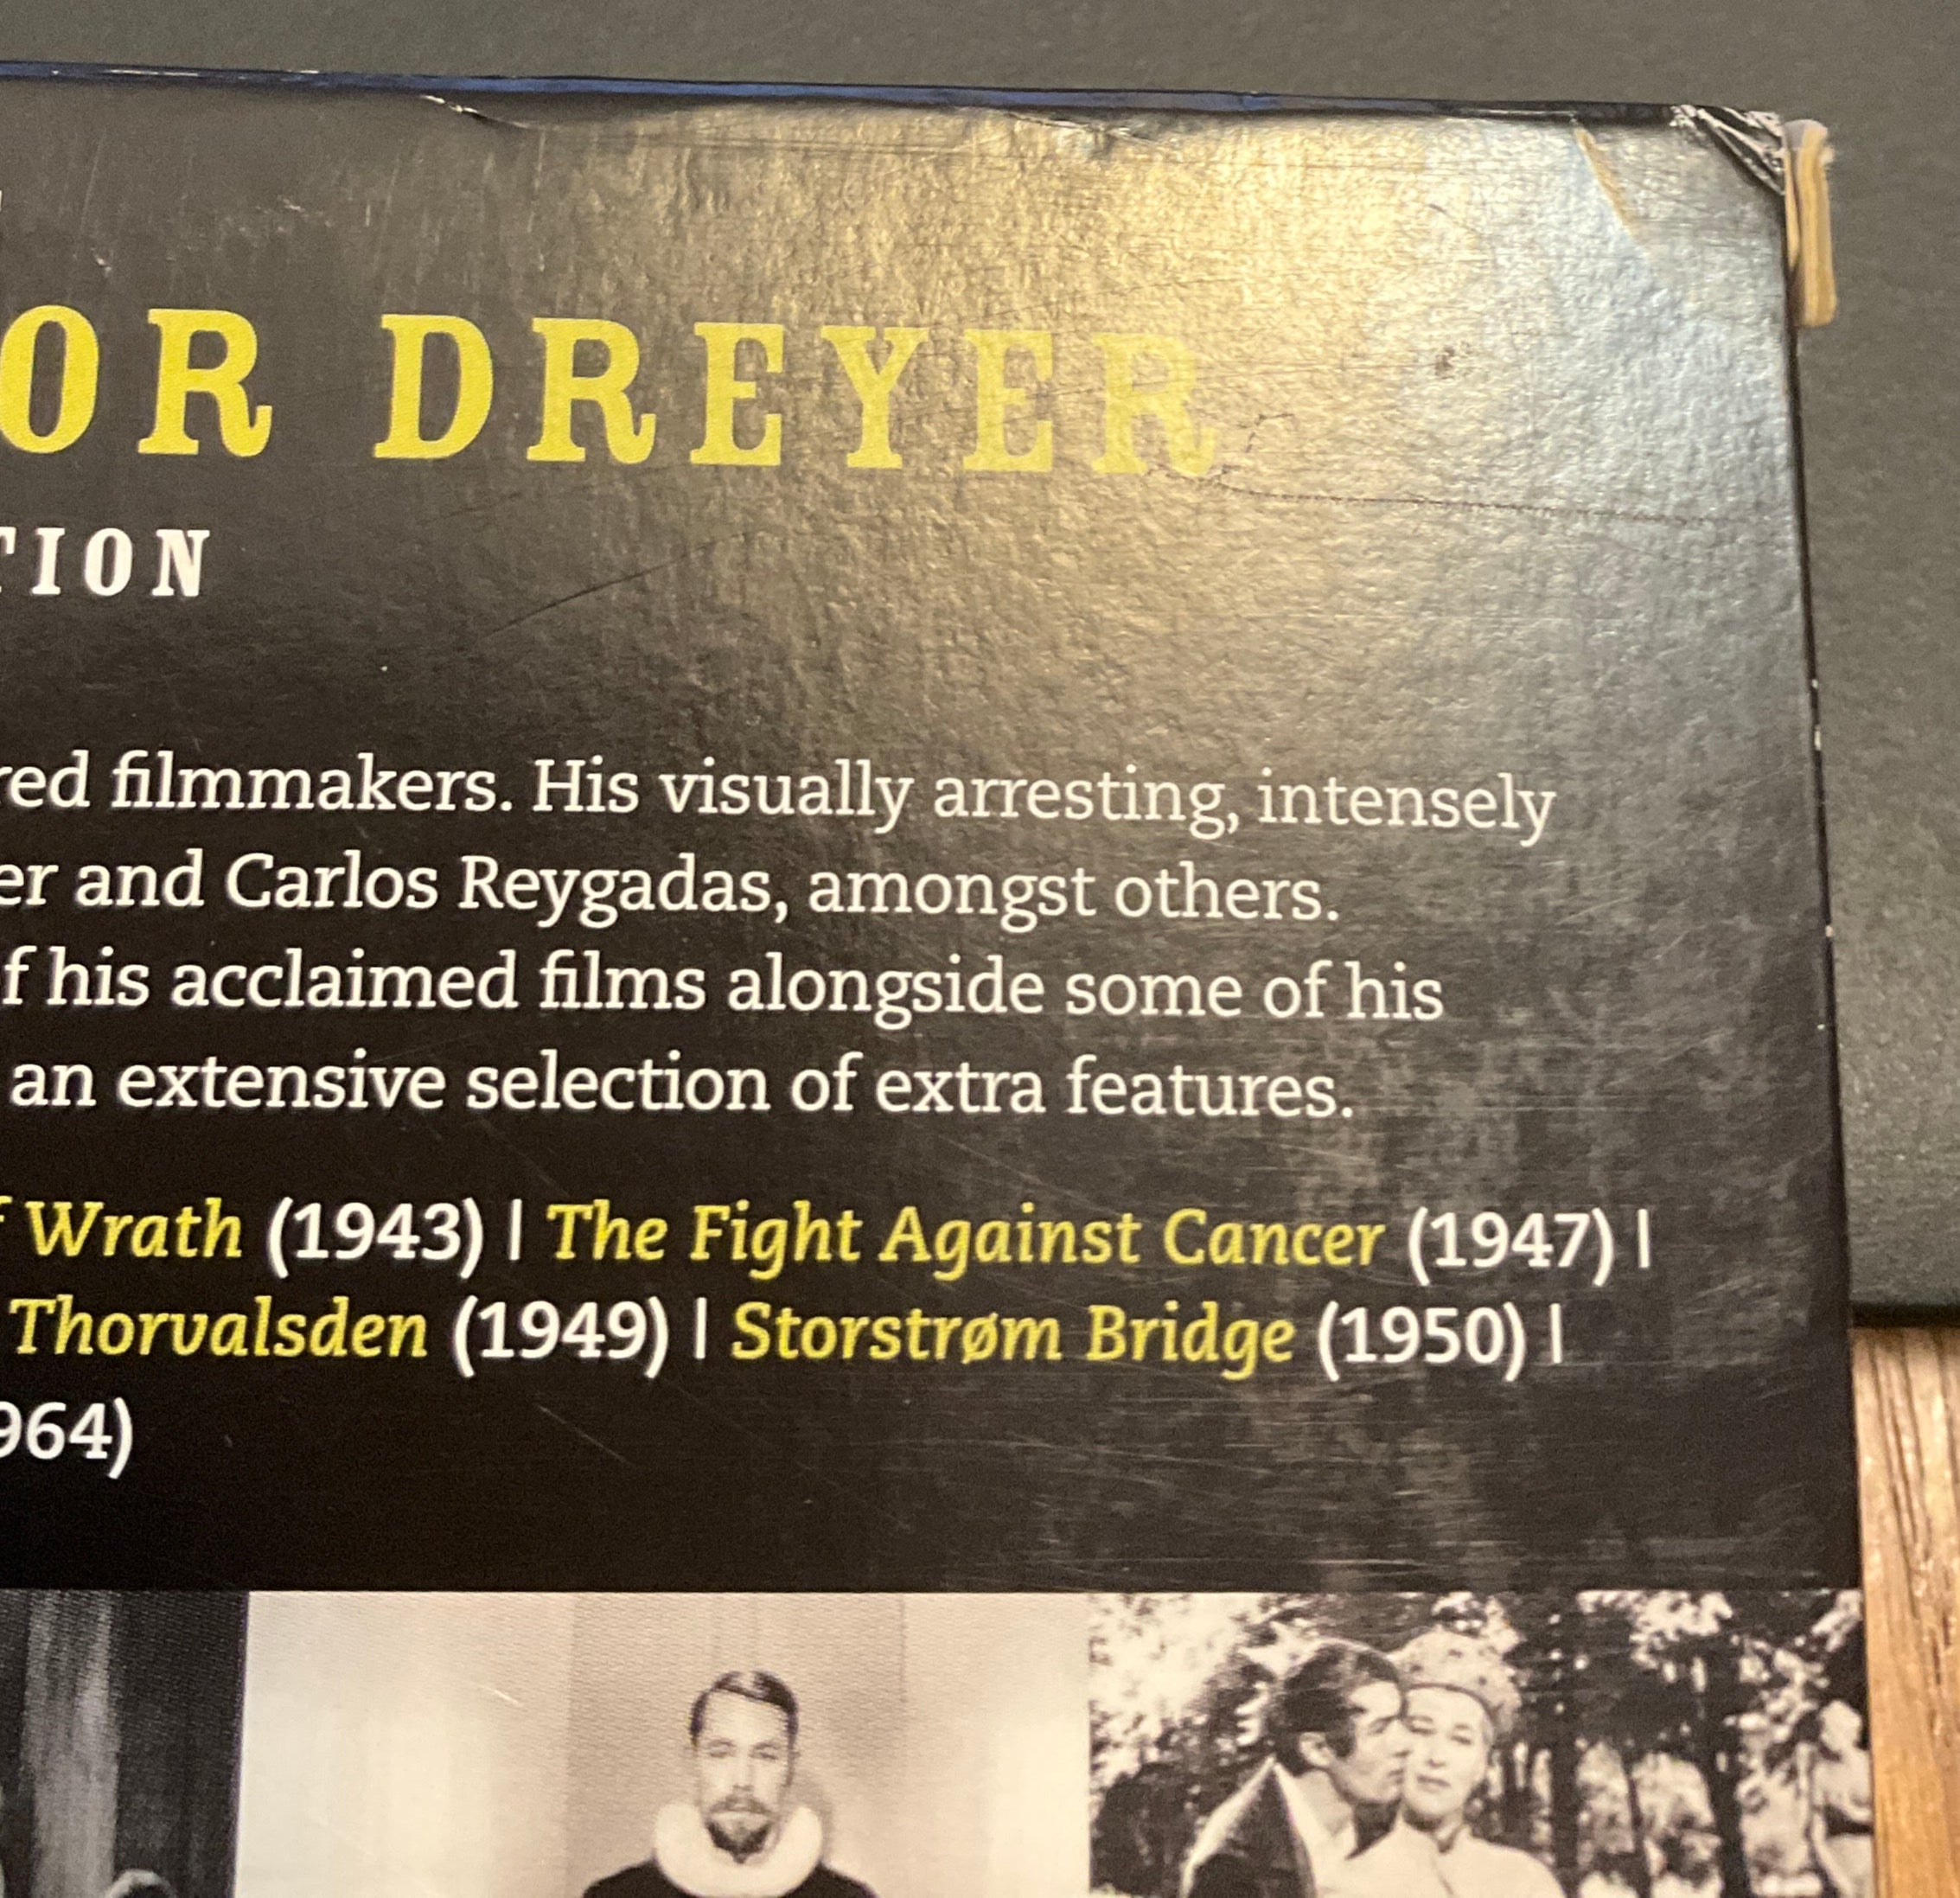 OR DREYER
TION
red filmmakers. His visually arresting, intensely
er and Carlos Reygadas, amongst others.
f his acclaimed films alongside some of his
an extensive selection of extra features.
f Wrath (1943) | The Fight Against Cancer (1947) |
Thorvalsden (1949) | Storstrøm Bridge (1950) |
964)